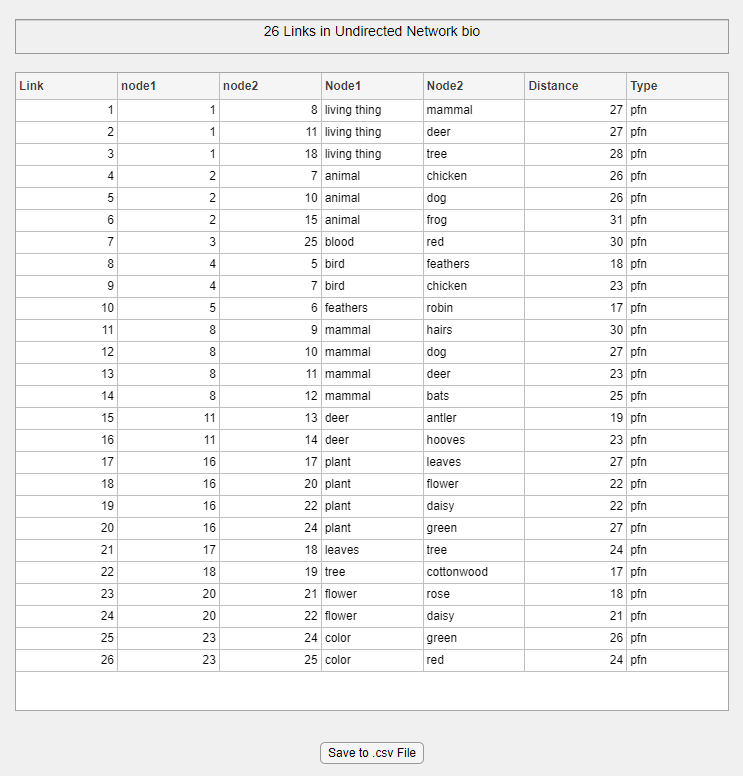 26 Links in Undirected Network bio
Link node1 node2 Node1 Node2 Distance Type
1 1 8 living thing mammal 27 pfn
2 1 11 living thing deer 27 pfn
3 1 18 living thing tree 28 pfn
4 2 7 animal chicken 26 pfn
5 2 10 animal dog 26 pfn
6 2 15 animal frog 31 pfn
7 3 25 blood red 30 pfn
8 4 5 bird feathers 18 pfn
9 4 7 bird chicken 23 pfn
10 5 6 feathers robin 17 pfn
11 8 9 mammal hairs 30 pfn
12 8 10 mammal dog 27 pfn
13 8 11 mammal deer 23 pfn
14 8 12 mammal bats 25 pfn
15 11 13 deer antler 19 pfn
16 11 14 deer hooves 23 pfn
17 16 17 plant leaves 27 pfn
18 16 20 plant flower 22 pfn
19 16 22 plant daisy 22 pfn
20 16 24 plant green 27 pfn
21 17 18 leaves tree 24 pfn
22 18 19 tree cottonwood 17 pfn
23 20 21 flower rose 18 pfn
24 20 22 flower daisy 21 pfn
25 23 24 color green 26 pfn
26 23 25 color red 24 pfn
Save to .csv File